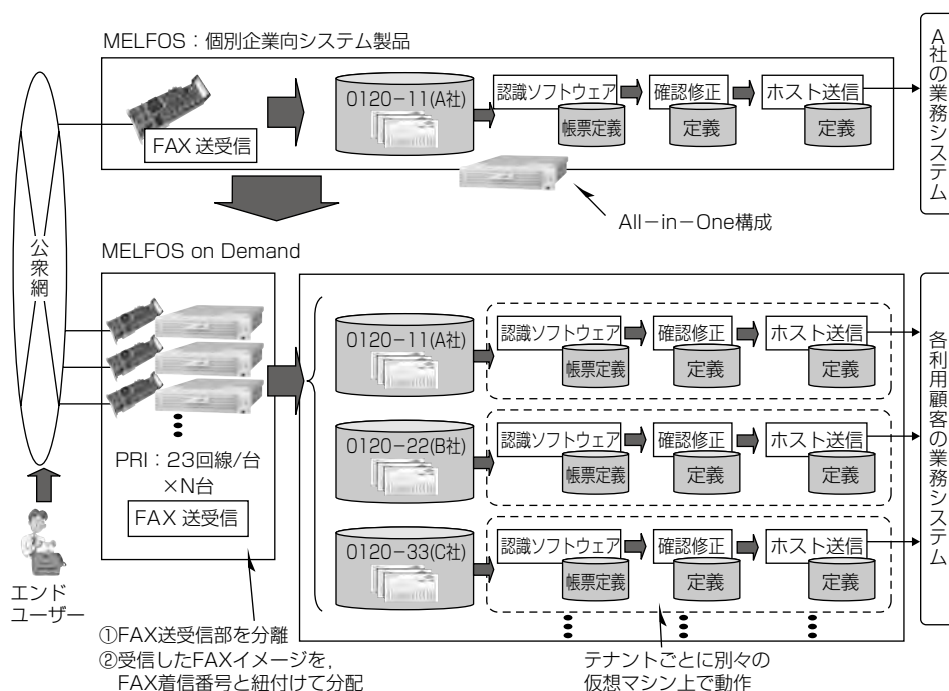 MELFOS：個別企業向システム製品
FAX 送受信
0120−11(A社)
認識ソフトウェア
帳票定義
確認修正
定義
ホスト送信
定義
A社の業務システム
All−in−One構成
公衆網
MELFOS on Demand
PRI：23回線/台
×N台
FAX 送受信
0120−11(A社)
認識ソフトウェア
帳票定義
確認修正
定義
ホスト送信
定義
0120−22(B社)
認識ソフトウェア
帳票定義
確認修正
定義
ホスト送信
定義
0120−33(C社)
認識ソフトウェア
帳票定義
確認修正
定義
ホスト送信
定義
各利用顧客の業務システム
エンド
ユーザー
①FAX送受信部を分離
②受信したFAXイメージを，
FAX着信番号と紐付けて分配
テナントごとに別々の
仮想マシン上で動作